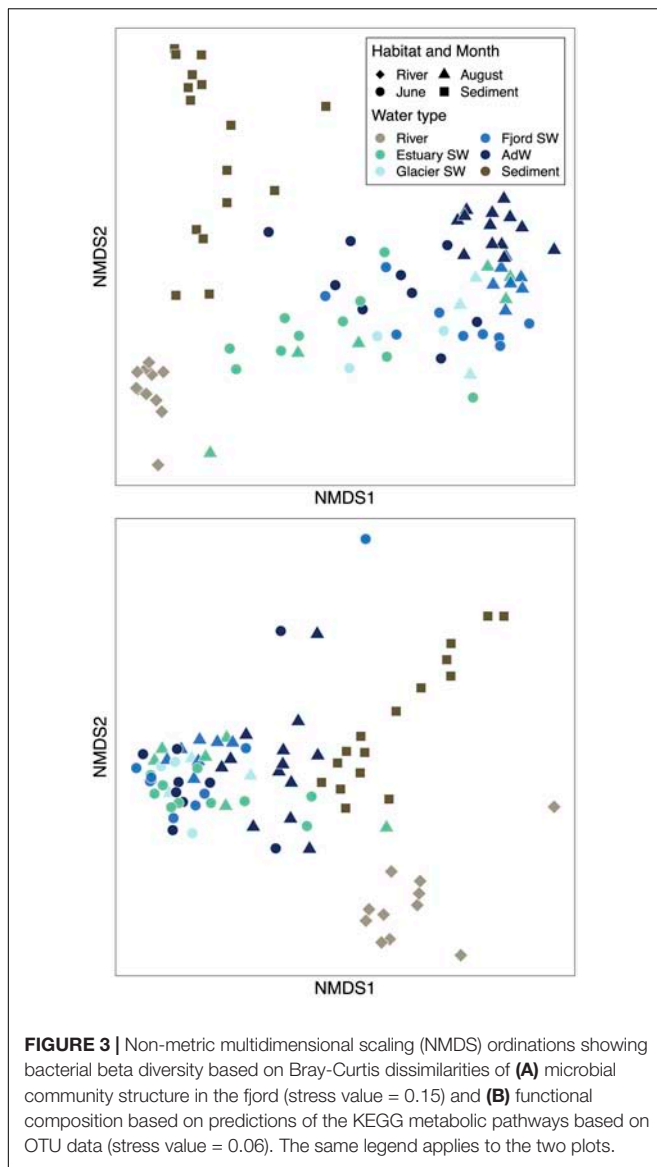 Habitat and Month
River August
June Sediment
Water type
River Fjord SW
Estuary SW AdW
Glacier SW Sediment
NMDS2
NMDS1
NMDS2
NMDS1
FIGURE 3 | Non-metric multidimensional scaling (NMDS) ordinations showing
bacterial beta diversity based on Bray-Curtis dissimilarities of (A) microbial
community structure in the fjord (stress value = 0.15) and (B) functional
composition based on predictions of the KEGG metabolic pathways based on
OTU data (stress value = 0.06). The same legend applies to the two plots.